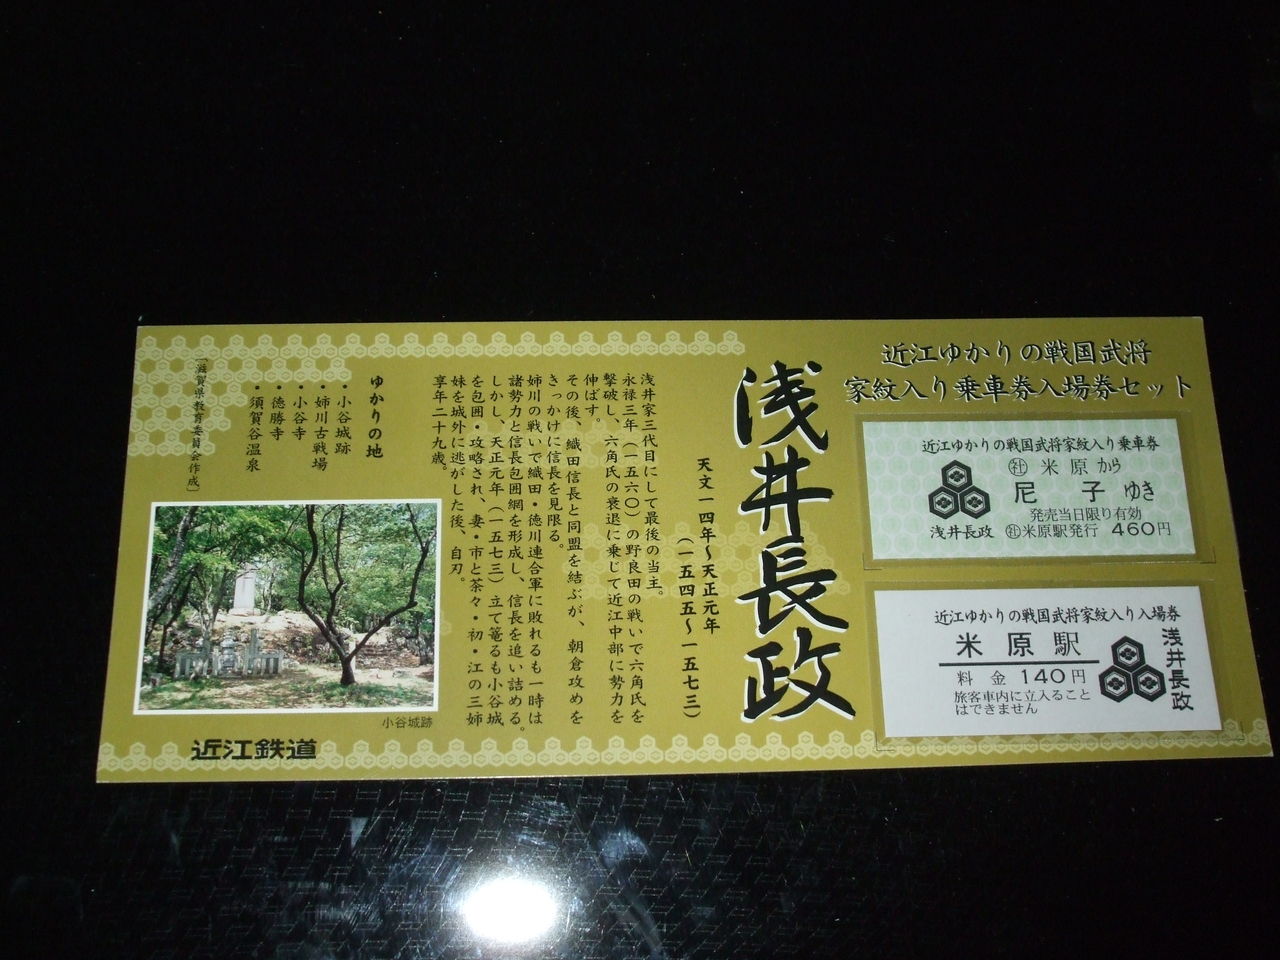 近江ゆかりの戦国武将
家紋入り乗車券入場券セット
近江ゆかりの戦国武将家紋入り乗車券
社 米原から
尼子ゆき
発売当日限り有効
浅井長政
社米原駅発行 460円
近江ゆかりの戦国武将家紋入り入場券
米原駅
料金 140円
旅客車内に立入ること
はできません
浅井長政
浅井長政
天文一四年～天正元年
（一五四五～一五七三）
浅井家三代目にして最後の当主。
永禄三年（一五六〇）の野良田の戦いで六角氏を
撃破し、六角氏の衰退に乗じて近江中部に勢力を
伸ばす。
その後、織田信長と同盟を結ぶが、朝倉攻めを
きっかけに信長を見限る。
姉川の戦いで織田・徳川連合軍に敗れるも一時は
諸勢力と信長包囲網を形成し、信長を追い詰める。
しかし、天正元年（一五七三）立て篭るも小谷城
を包囲・攻略され、妻・市と茶々・初・江の三姉
妹を城外に逃がした後、自刃。
享年二十九歳。
ゆかりの地
・小谷城跡
・姉川古戦場
・小谷寺
・徳勝寺
・須賀谷温泉
［滋賀県教育委員会作成］
小谷城跡
近江鉄道